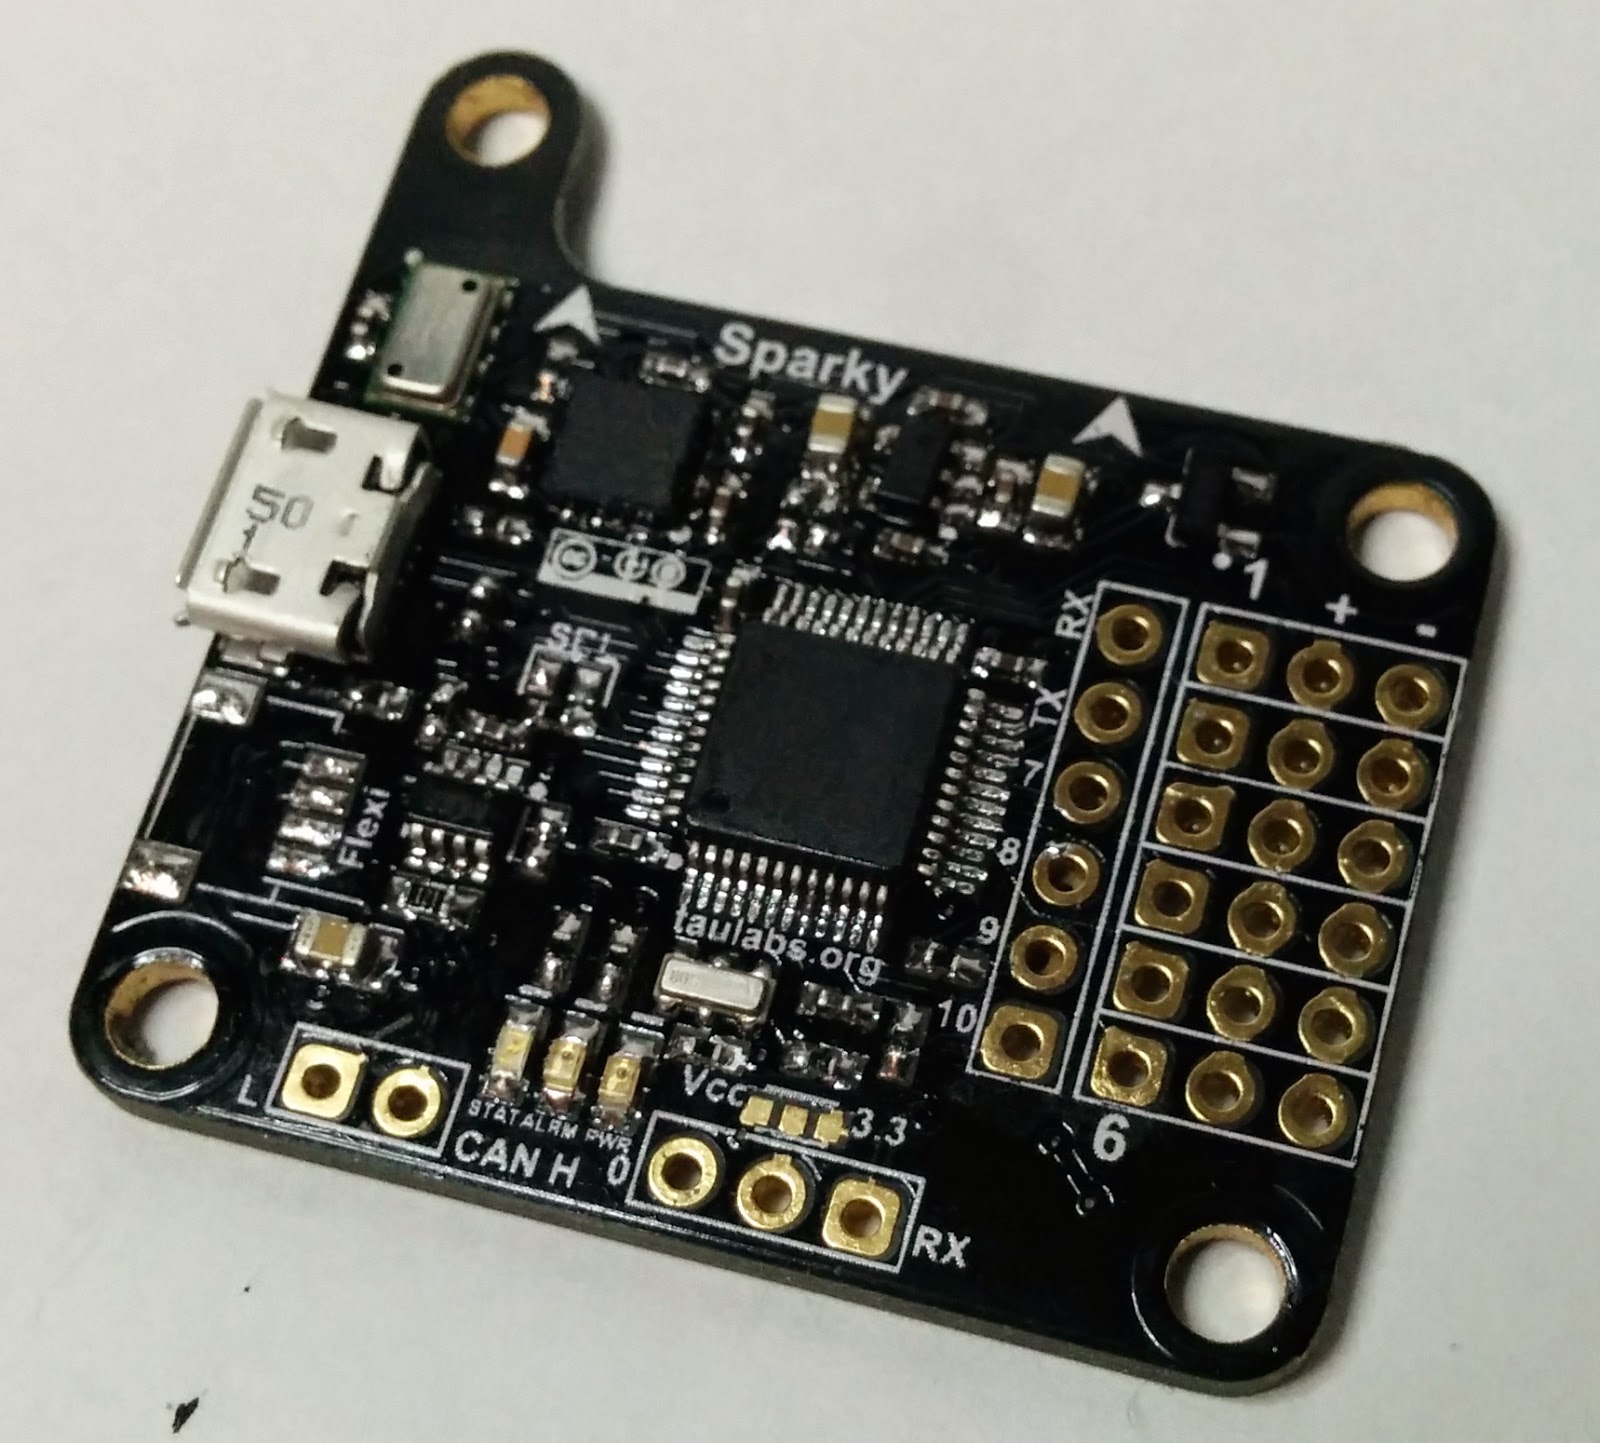 Sparky
50
1
+
-
RX
TX
7
8
9
10
6
SCL
Flexi
taulabs.org
STAT ALRM PWR
Vcc
3.3
L
CAN H
0
RX